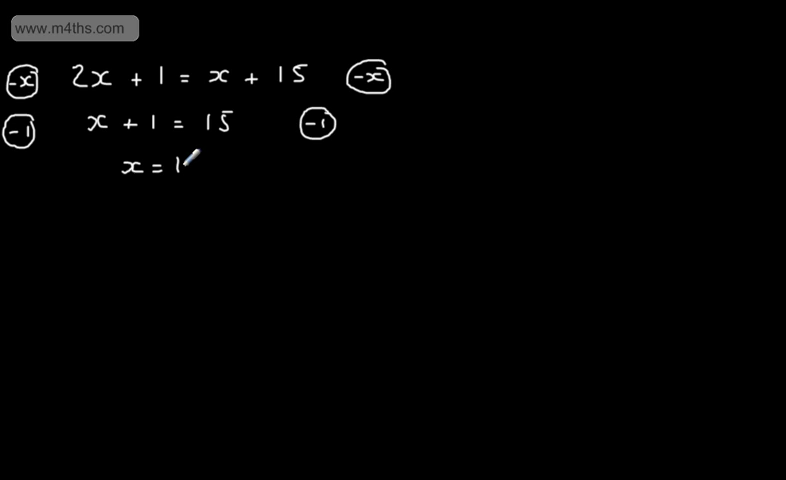 www.m4ths.com
-x 2x + 1 = x + 15 -x
-1 x + 1 = 15 -1
x = 1